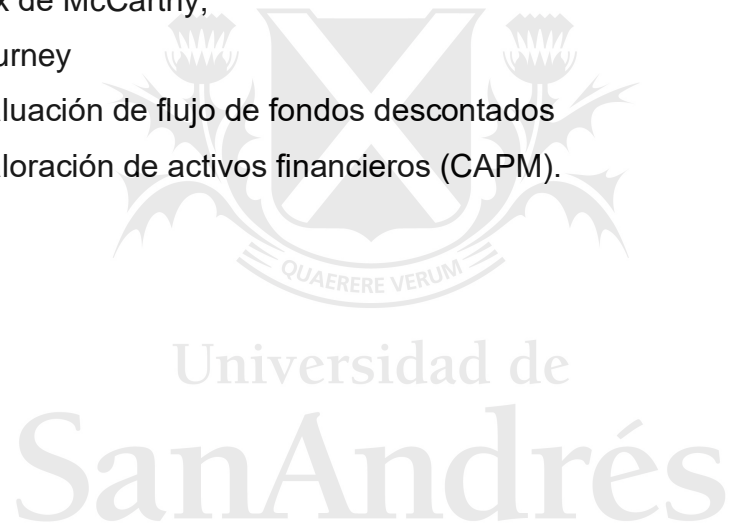 x de McCarthy,
urney
luación de flujo de fondos descontados
loración de activos financieros (CAPM).
QUAERERE VERUM
Universidad de
SanAndrés